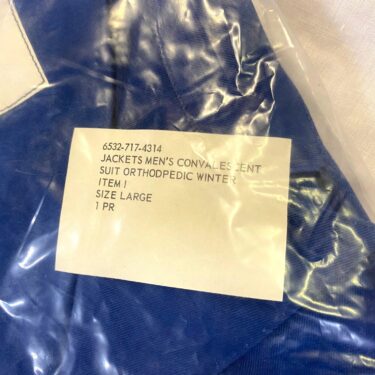 6532-717-4314
JACKETS MEN'S CONVALESCENT
SUIT ORTHODPEDIC WINTER
ITEM I
SIZE LARGE
1 PR